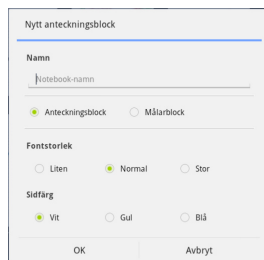 Nytt anteckningsblock
Namn
Notebook-namn
Anteckningsblock Målarblock
Fontstorlek
Liten Normal Stor
Sidfärg
Vit Gul Blå
OK Avbryt